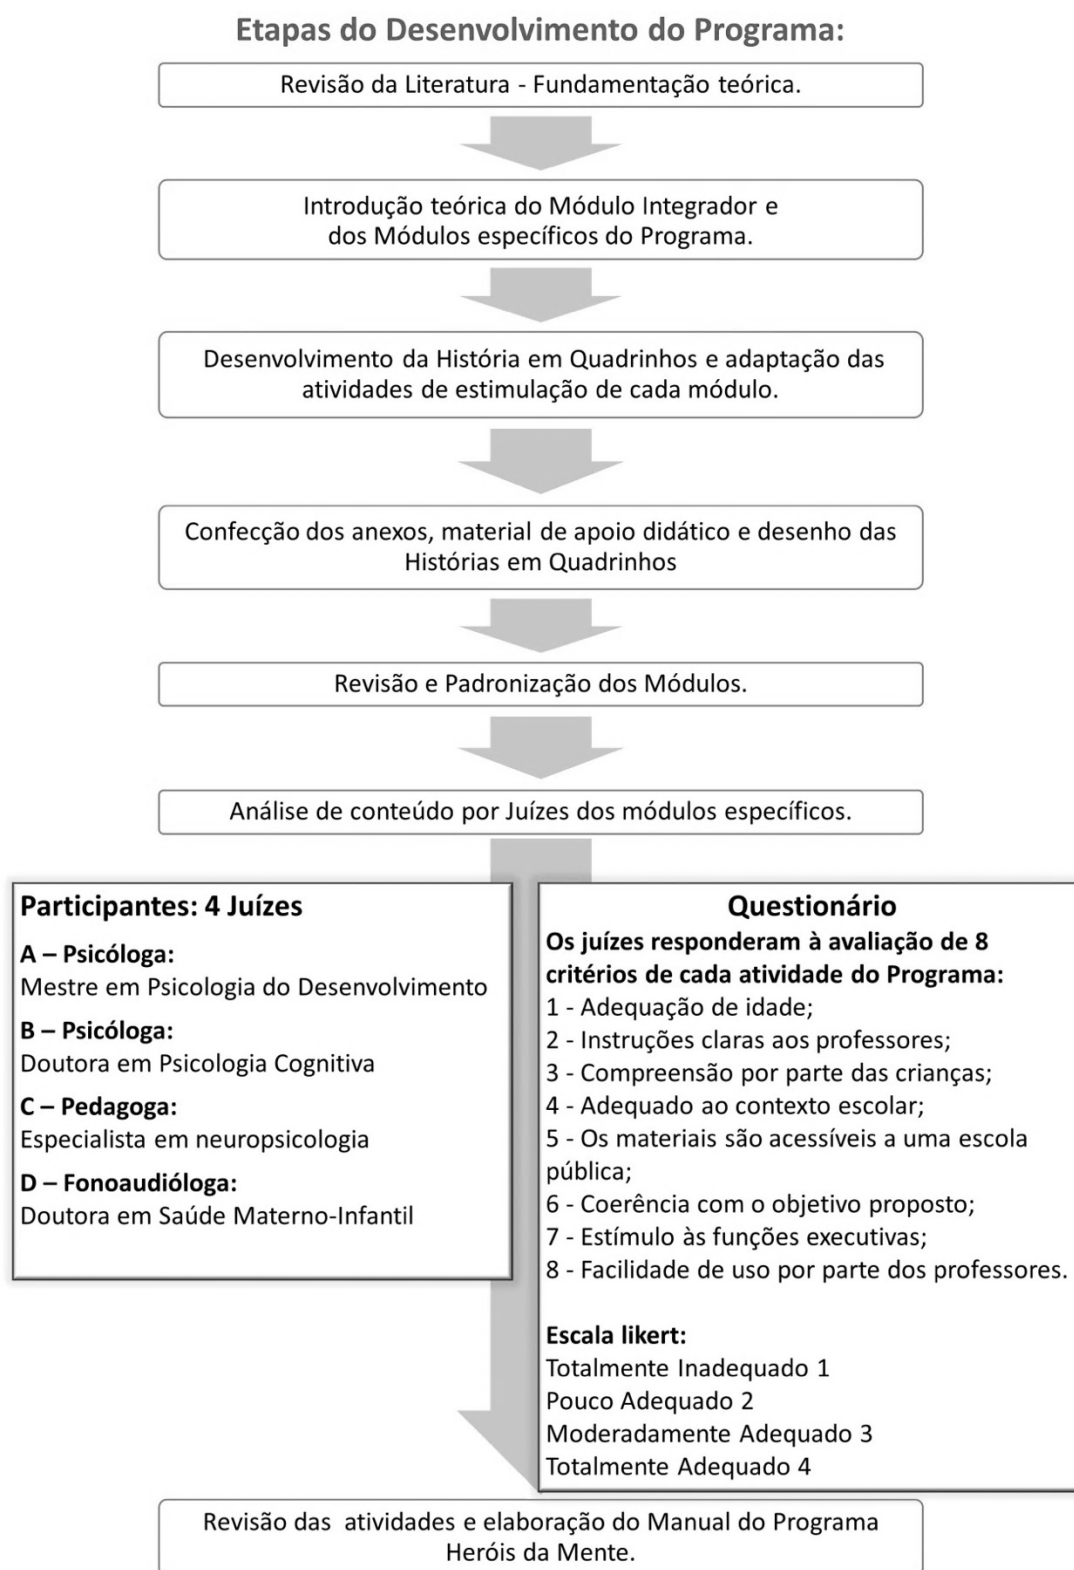 Etapas do Desenvolvimento do Programa:
Revisão da Literatura - Fundamentação teórica.
Introdução teórica do Módulo Integrador e
dos Módulos específicos do Programa.
Desenvolvimento da História em Quadrinhos e adaptação das
atividades de estimulação de cada módulo.
Confecção dos anexos, material de apoio didático e desenho das
Histórias em Quadrinhos
Revisão e Padronização dos Módulos.
Análise de conteúdo por Juízes dos módulos específicos.
Participantes: 4 Juízes
A – Psicóloga:
Mestre em Psicologia do Desenvolvimento
B – Psicóloga:
Doutora em Psicologia Cognitiva
C – Pedagoga:
Especialista em neuropsicologia
D – Fonoaudióloga:
Doutora em Saúde Materno-Infantil
Questionário
Os juízes responderam à avaliação de 8
critérios de cada atividade do Programa:
1 - Adequação de idade;
2 - Instruções claras aos professores;
3 - Compreensão por parte das crianças;
4 - Adequado ao contexto escolar;
5 - Os materiais são acessíveis a uma escola
pública;
6 - Coerência com o objetivo proposto;
7 - Estímulo às funções executivas;
8 - Facilidade de uso por parte dos professores.
Escala likert:
Totalmente Inadequado 1
Pouco Adequado 2
Moderadamente Adequado 3
Totalmente Adequado 4
Revisão das atividades e elaboração do Manual do Programa
Heróis da Mente.